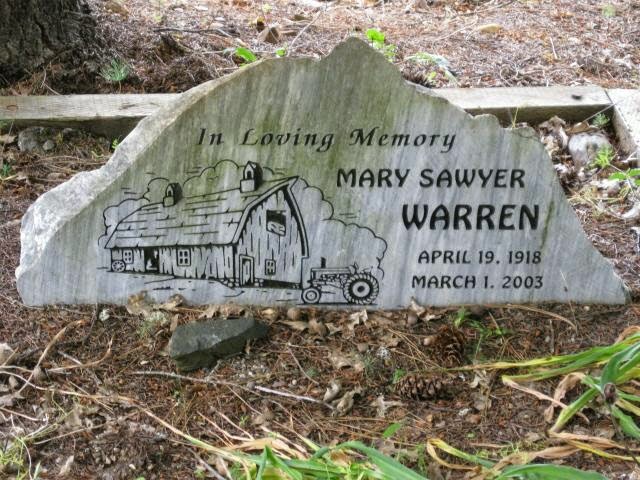 In Loving Memory
MARY SAWYER
WARREN
APRIL 19, 1918
MARCH 1, 2003